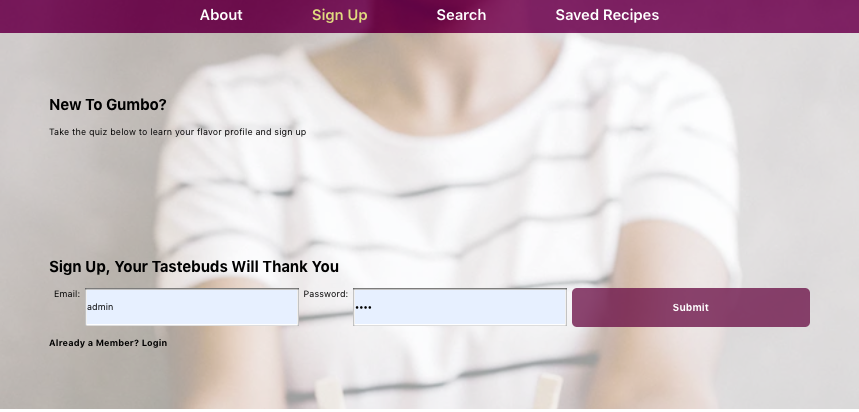 About Sign Up Search Saved Recipes
New To Gumbo?
Take the quiz below to learn your flavor profile and sign up
Sign Up, Your Tastebuds Will Thank You
Email: admin Password: •••• Submit
Already a Member? Login